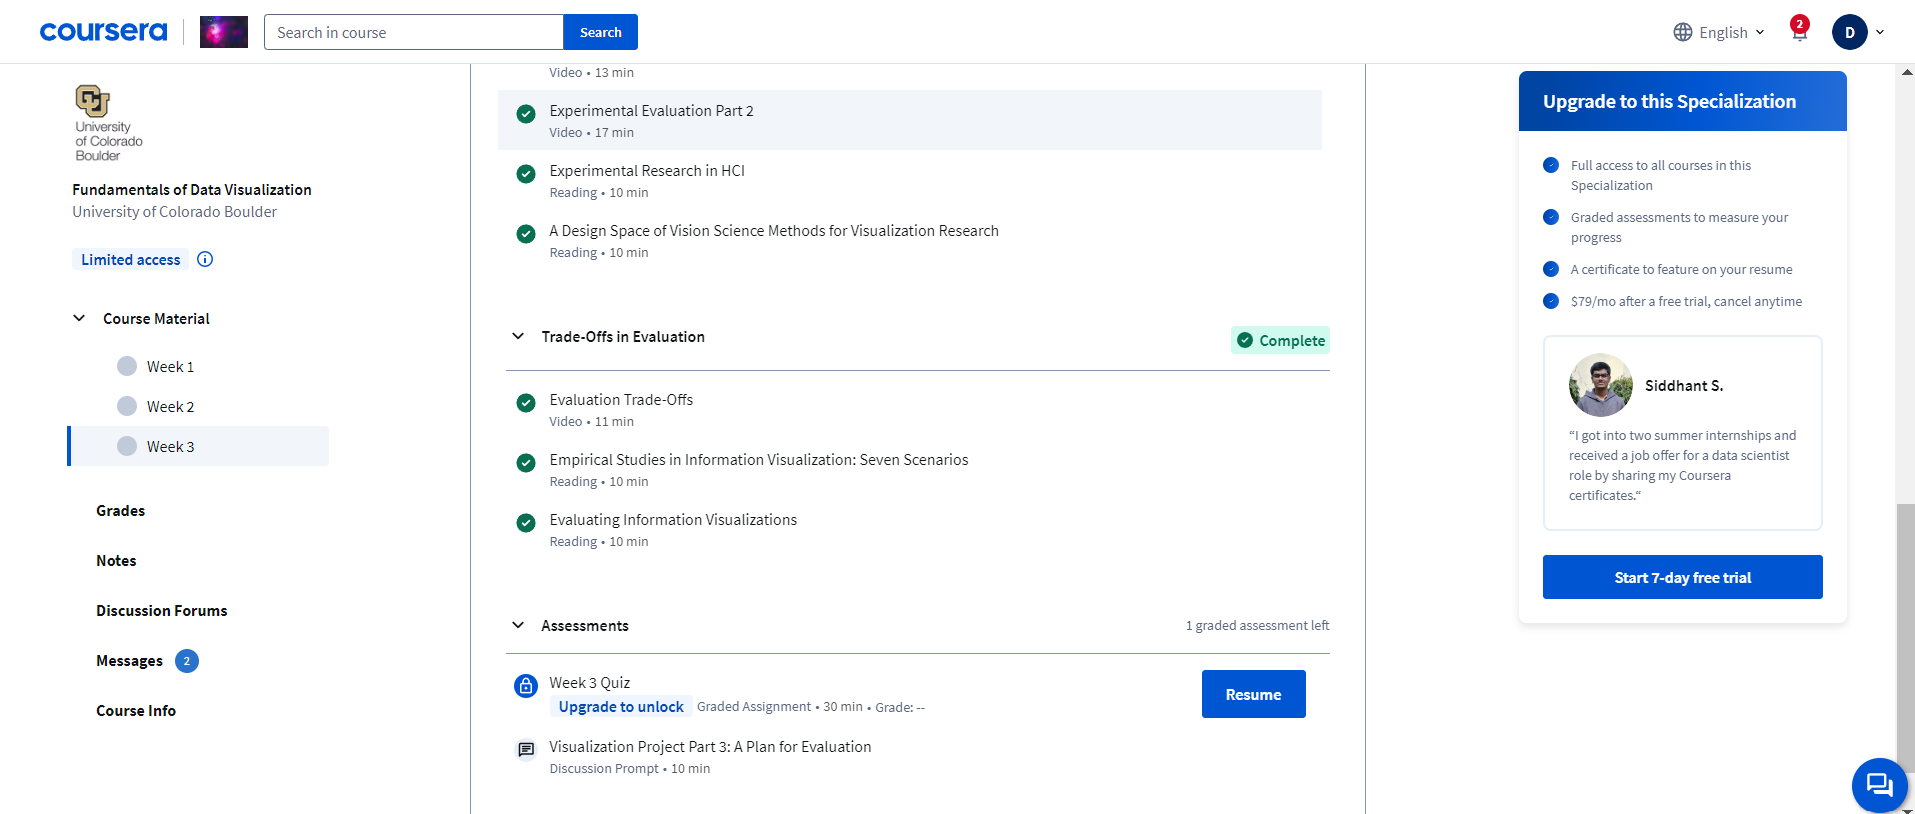 coursera
Search in course
Search
English
2
D
University
of Colorado
Boulder
Fundamentals of Data Visualization
University of Colorado Boulder
Limited access
Course Material
Week 1
Week 2
Week 3
Grades
Notes
Discussion Forums
Messages 2
Course Info
Video • 13 min
Experimental Evaluation Part 2
Video • 17 min
Experimental Research in HCI
Reading • 10 min
A Design Space of Vision Science Methods for Visualization Research
Reading • 10 min
Trade-Offs in Evaluation
Complete
Evaluation Trade-Offs
Video • 11 min
Empirical Studies in Information Visualization: Seven Scenarios
Reading • 10 min
Evaluating Information Visualizations
Reading • 10 min
Assessments
1 graded assessment left
Week 3 Quiz
Upgrade to unlock Graded Assignment • 30 min • Grade: --
Resume
Visualization Project Part 3: A Plan for Evaluation
Discussion Prompt • 10 min
Upgrade to this Specialization
Full access to all courses in this
Specialization
Graded assessments to measure your
progress
A certificate to feature on your resume
$79/mo after a free trial, cancel anytime
Siddhant S.
“I got into two summer internships and
received a job offer for a data scientist
role by sharing my Coursera
certificates.“
Start 7-day free trial